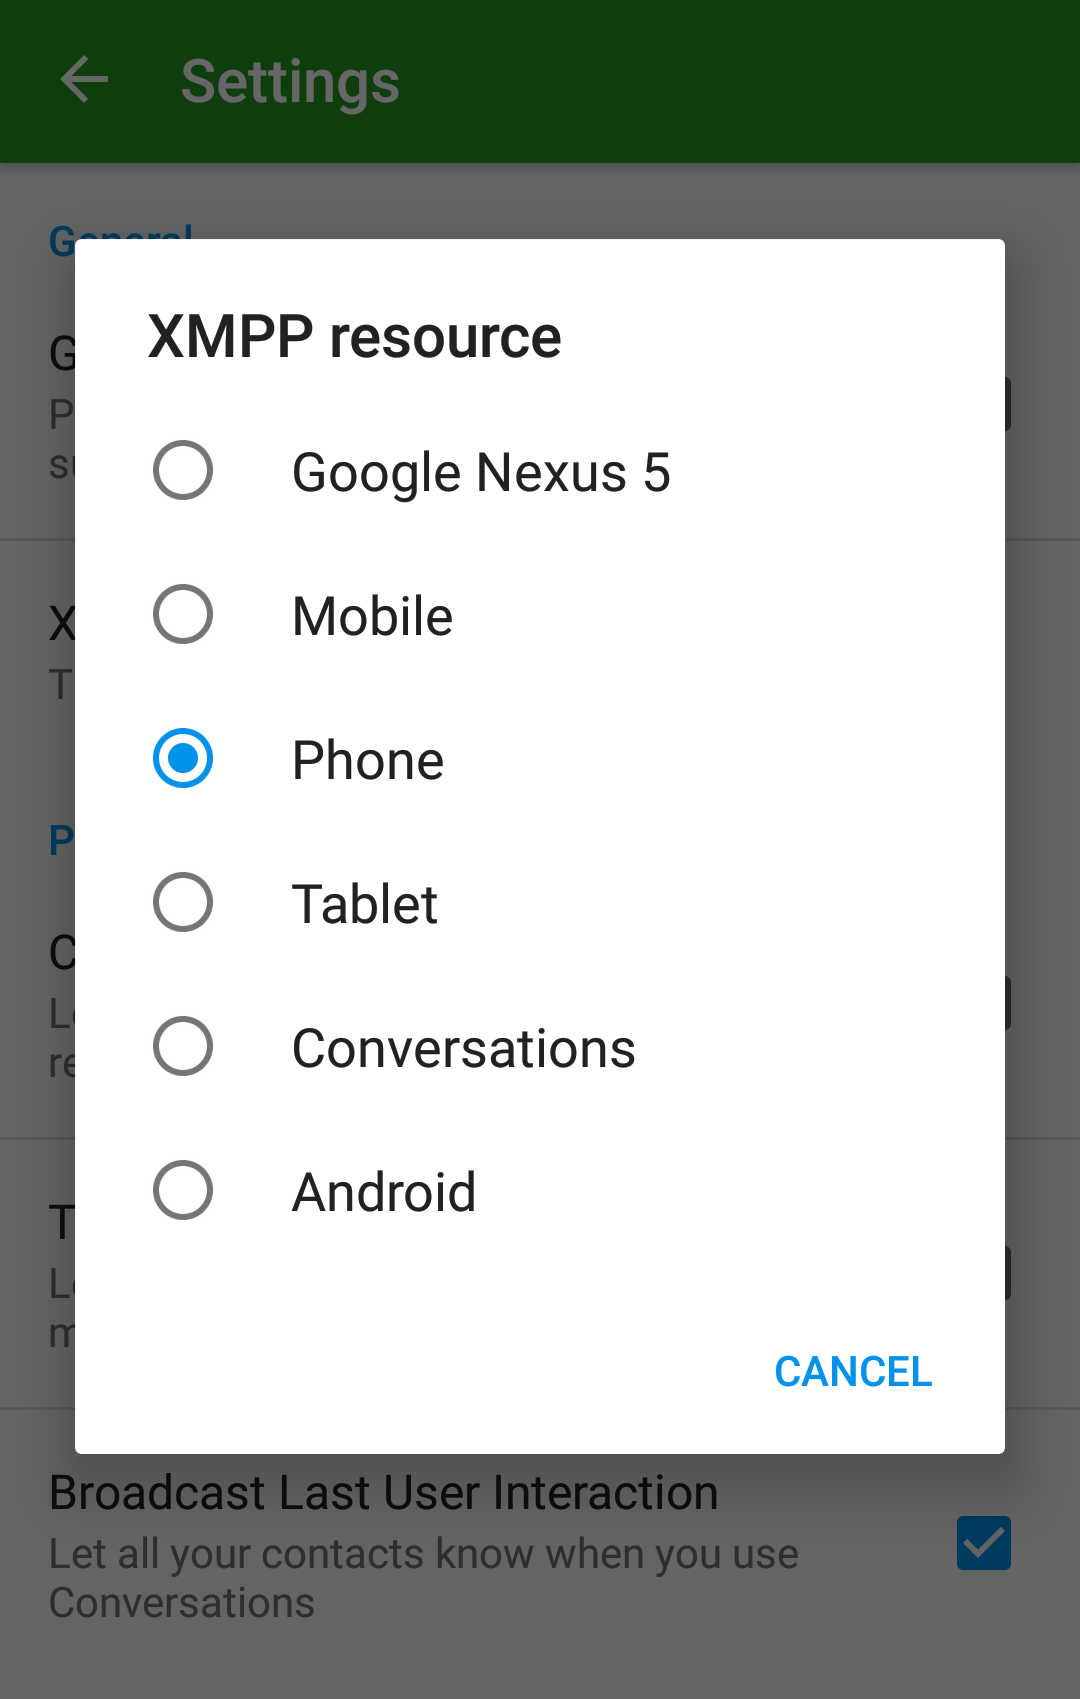 Settings
General
XMPP resource
Google Nexus 5
Mobile
Phone
Tablet
Conversations
Android
CANCEL
Broadcast Last User Interaction
Let all your contacts know when you use
Conversations